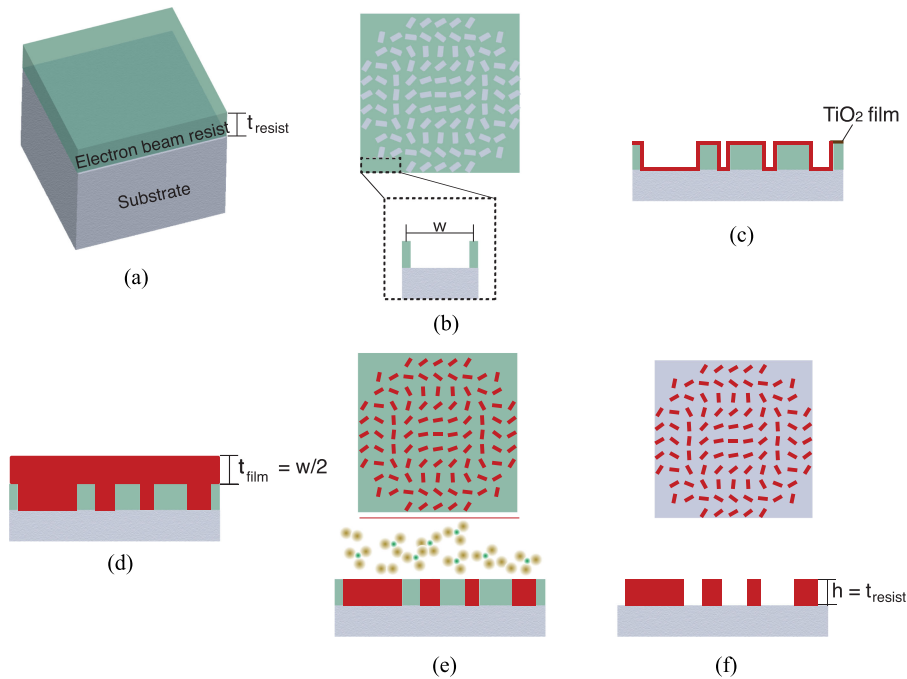 t resist
Electron beam resist
Substrate
(a)
w
(b)
TiO2 film
(c)
t film = w/2
(d)
(e)
h = t resist
(f)